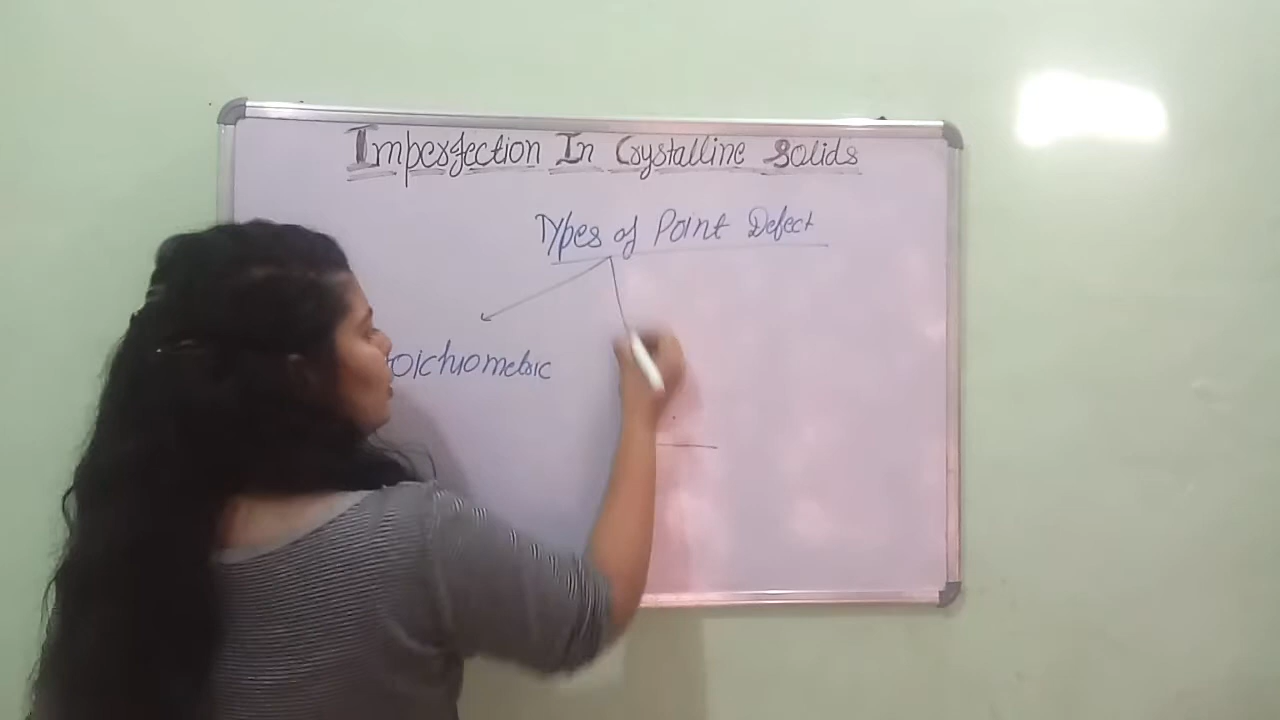 Imperfection In Crystalline Solids
Types of Point Defect
oichiometric